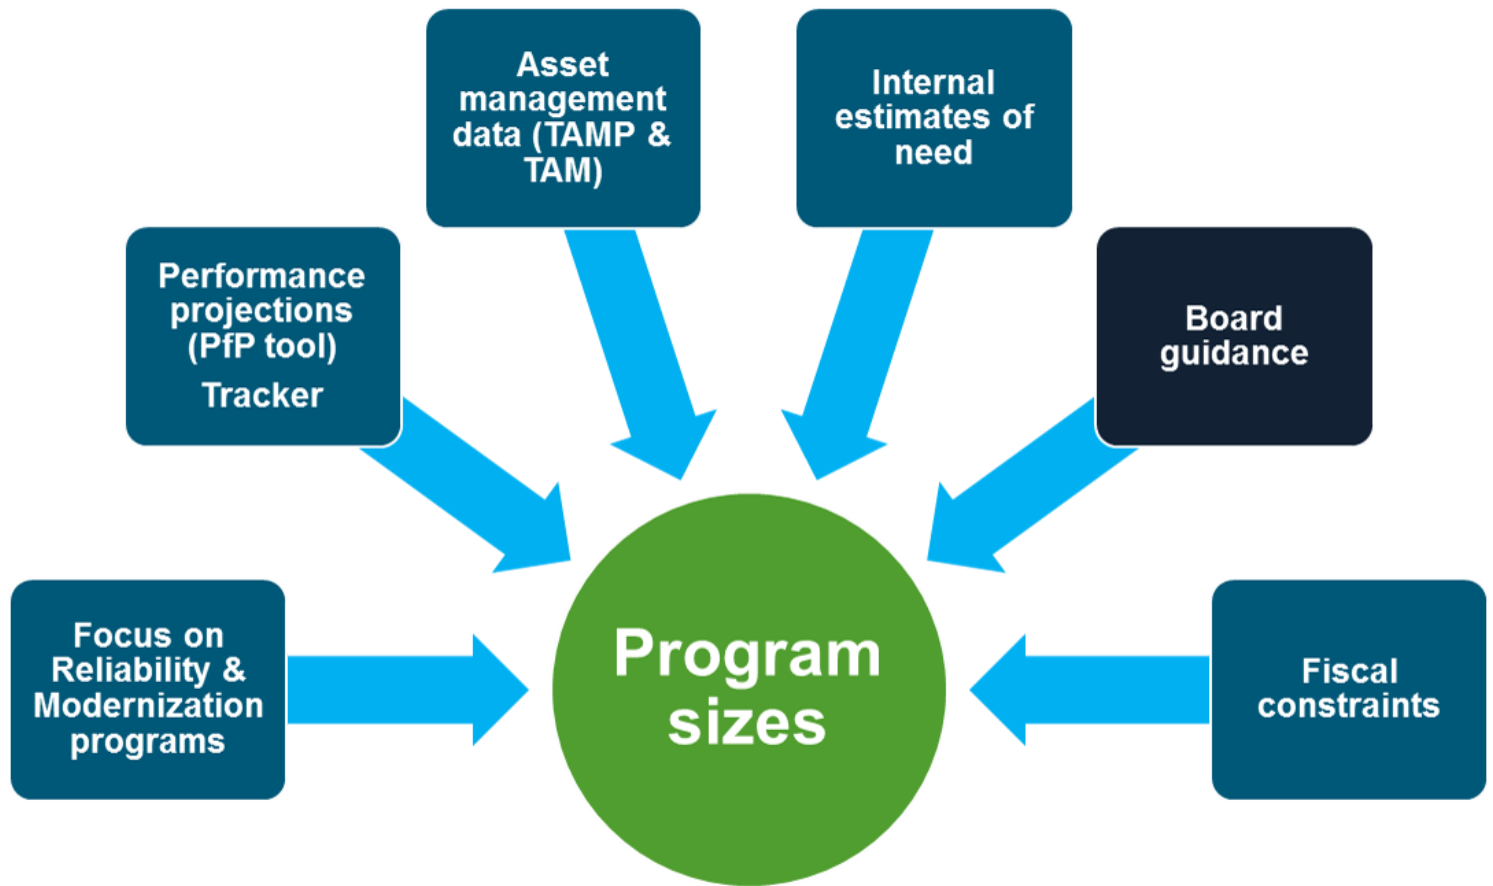 Asset
management
data (TAMP &
TAM)
Internal
estimates of
need
Performance
projections
(PfP tool)
Tracker
Board
guidance
Focus on
Reliability &
Modernization
programs
Program
sizes
Fiscal
constraints